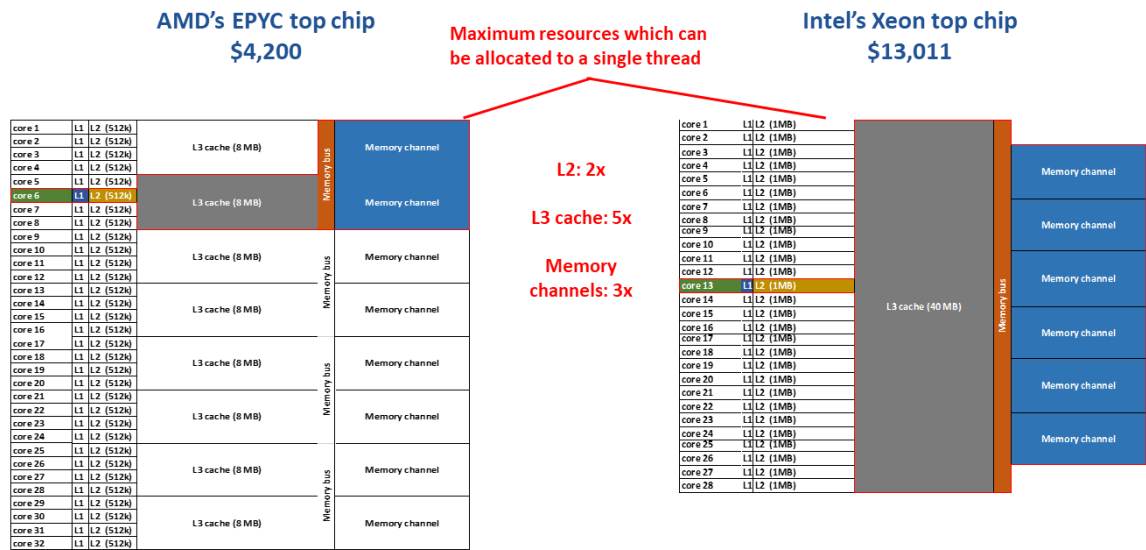 AMD's EPYC top chip
$4,200
Maximum resources which can
be allocated to a single thread
Intel's Xeon top chip
$13,011
core 1 L1 L2 (512k)
core 2 L1 L2 (512k)
core 3 L1 L2 (512k)
core 4 L1 L2 (512k)
core 5 L1 L2 (512k)
core 6 L1 L2 (512k)
core 7 L1 L2 (512k)
core 8 L1 L2 (512k)
core 9 L1 L2 (512k)
core 10 L1 L2 (512k)
core 11 L1 L2 (512k)
core 12 L1 L2 (512k)
core 13 L1 L2 (512k)
core 14 L1 L2 (512k)
core 15 L1 L2 (512k)
core 16 L1 L2 (512k)
core 17 L1 L2 (512k)
core 18 L1 L2 (512k)
core 19 L1 L2 (512k)
core 20 L1 L2 (512k)
core 21 L1 L2 (512k)
core 22 L1 L2 (512k)
core 23 L1 L2 (512k)
core 24 L1 L2 (512k)
core 25 L1 L2 (512k)
core 26 L1 L2 (512k)
core 27 L1 L2 (512k)
core 28 L1 L2 (512k)
core 29 L1 L2 (512k)
core 30 L1 L2 (512k)
core 31 L1 L2 (512k)
core 32 L1 L2 (512k)
L3 cache (8 MB)
L3 cache (8 MB)
L3 cache (8 MB)
L3 cache (8 MB)
L3 cache (8 MB)
L3 cache (8 MB)
L3 cache (8 MB)
L3 cache (8 MB)
Memory bus
Memory bus
Memory bus
Memory bus
Memory channel
Memory channel
Memory channel
Memory channel
Memory channel
Memory channel
Memory channel
Memory channel
L2: 2x
L3 cache: 5x
Memory
channels: 3x
core 1 L1 L2 (1MB)
core 2 L1 L2 (1MB)
core 3 L1 L2 (1MB)
core 4 L1 L2 (1MB)
core 5 L1 L2 (1MB)
core 6 L1 L2 (1MB)
core 7 L1 L2 (1MB)
core 8 L1 L2 (1MB)
core 9 L1 L2 (1MB)
core 10 L1 L2 (1MB)
core 11 L1 L2 (1MB)
core 12 L1 L2 (1MB)
core 13 L1 L2 (1MB)
core 14 L1 L2 (1MB)
core 15 L1 L2 (1MB)
core 16 L1 L2 (1MB)
core 17 L1 L2 (1MB)
core 18 L1 L2 (1MB)
core 19 L1 L2 (1MB)
core 20 L1 L2 (1MB)
core 21 L1 L2 (1MB)
core 22 L1 L2 (1MB)
core 23 L1 L2 (1MB)
core 24 L1 L2 (1MB)
core 25 L1 L2 (1MB)
core 26 L1 L2 (1MB)
core 27 L1 L2 (1MB)
core 28 L1 L2 (1MB)
L3 cache (40 MB)
Memory bus
Memory channel
Memory channel
Memory channel
Memory channel
Memory channel
Memory channel